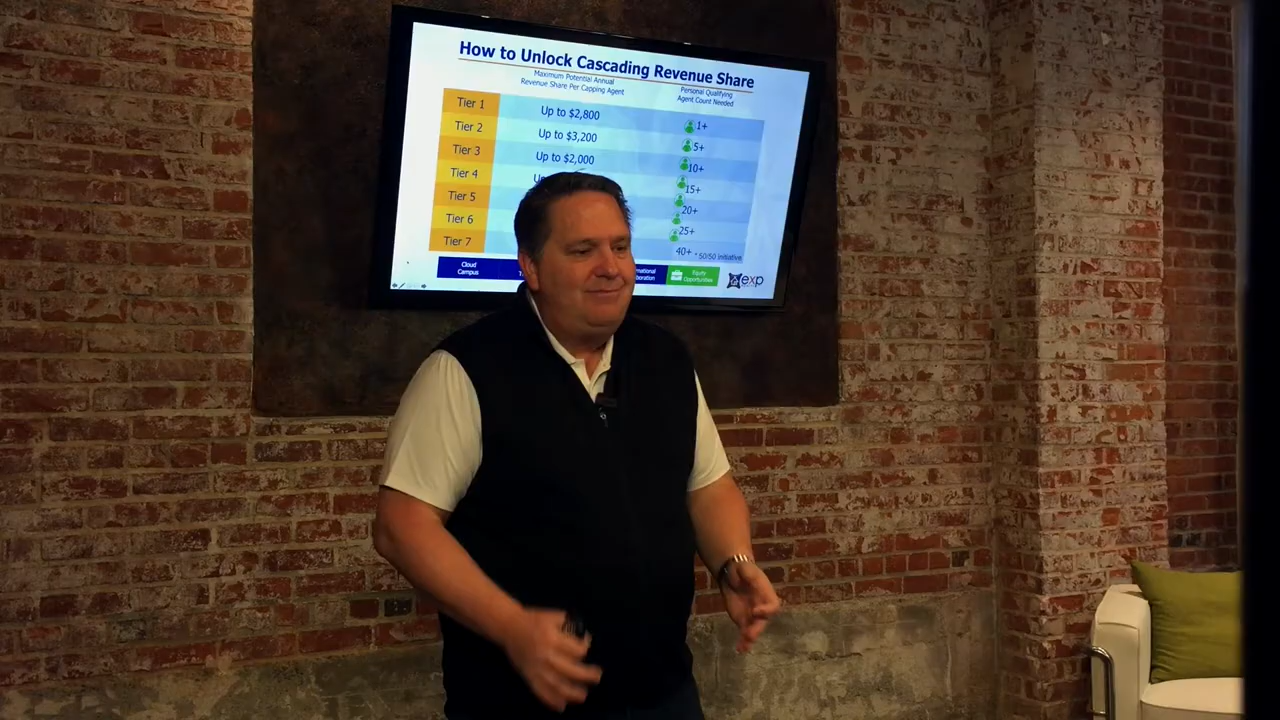 How to Unlock Cascading Revenue Share
Maximum Potential Annual
Revenue Share Per Capping Agent
Personal Qualifying
Agent Count Needed
Tier 1 Up to $2,800 1+
Tier 2 Up to $3,200 5+
Tier 3 Up to $2,000 10+
Tier 4 15+
Tier 5 20+
Tier 6 25+
Tier 7 40+ * 50/50 Initiative
Cloud
Campus
Equity
Opportunities
exp